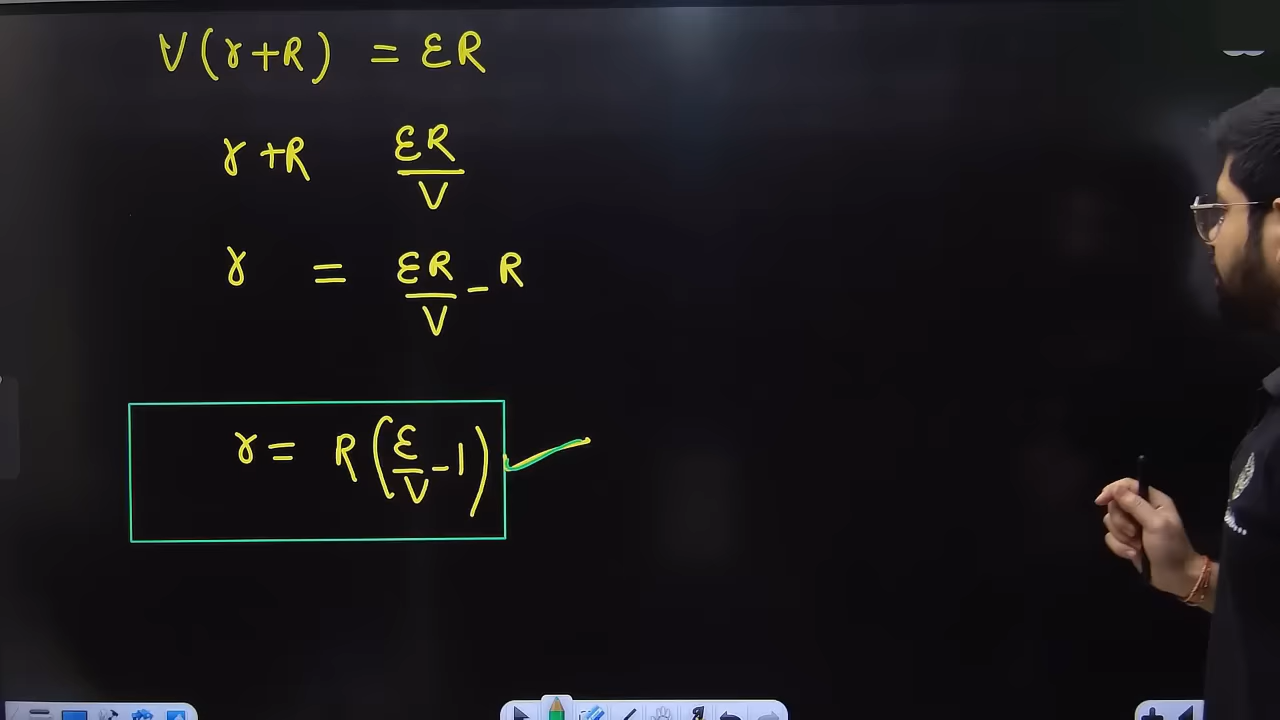 V(r+R) = εR
r+R εR/V
r = εR/V - R
r = R(ε/V - 1)